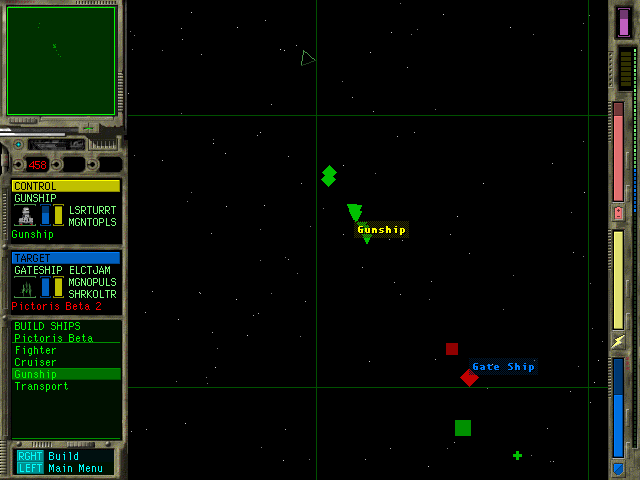 458
CONTROL
GUNSHIP
LSRTURRT
MGNTOPLS
Gunship
TARGET
GATESHIP ELCTJAM
MGNOPULS
SHRKOLTR
Pictoris Beta 2
BUILD SHIPS
Pictoris Beta
Fighter
Cruiser
Gunship
Transport
RGHT Build
LEFT Main Menu
Gunship
Gate Ship